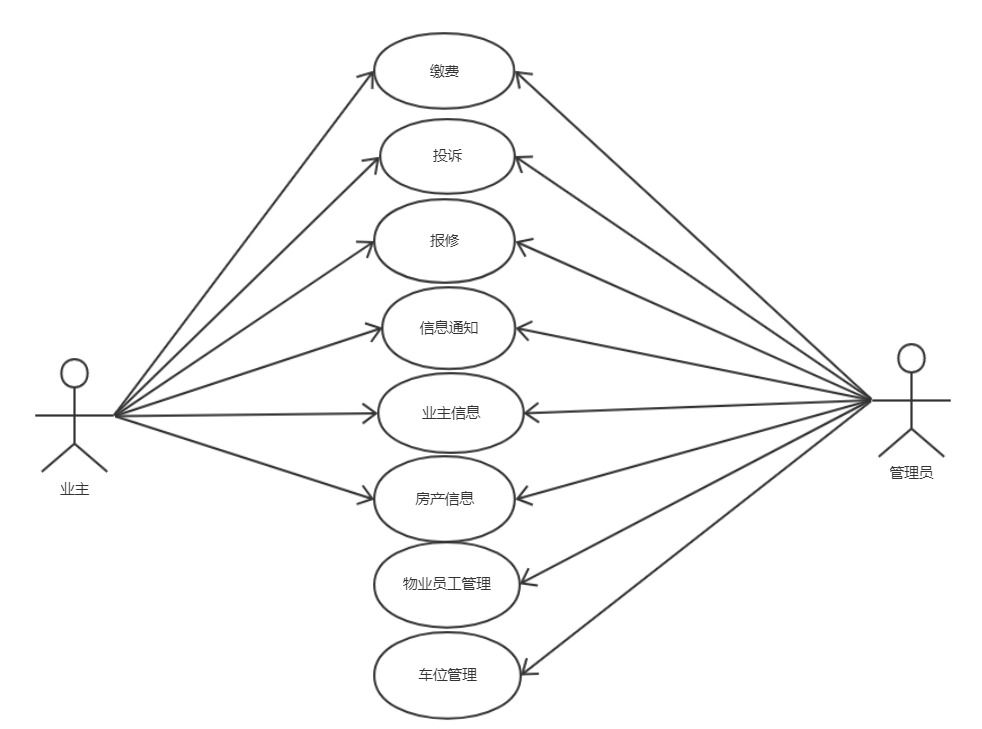 缴费
投诉
报修
信息通知
业主信息
房产信息
物业员工管理
车位管理
业主
管理员